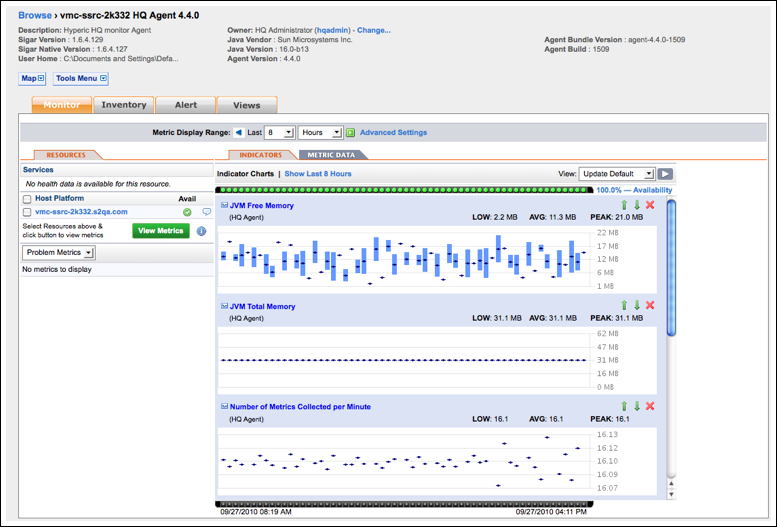 Browse › vmc-ssrc-2k332 HQ Agent 4.4.0
Description: Hyperic HQ monitor Agent
Sigar Version : 1.6.4.129
Sigar Native Version : 1.6.4.127
User Home : C:\Documents and Settings\Defa...
Owner: HQ Administrator (hqadmin) - Change...
Java Vendor : Sun Microsystems Inc.
Java Version : 16.0-b13
Agent Version : 4.4.0
Agent Bundle Version : agent-4.4.0-1509
Agent Build : 1509
Map
Tools Menu
Monitor Inventory Alert Views
Metric Display Range: Last 8 Hours Advanced Settings
RESOURCES
Services
No health data is available for this resource.
Host Platform Avail
vmc-ssrc-2k332.s2qa.com
Select Resources above &
click button to view metrics
View Metrics
Problem Metrics
No metrics to display
INDICATORS METRIC DATA
Indicator Charts | Show Last 8 Hours View: Update Default
100.0% — Availability
JVM Free Memory
(HQ Agent) LOW: 2.2 MB AVG: 11.3 MB PEAK: 21.0 MB
22 MB
17 MB
12 MB
6 MB
1 MB
JVM Total Memory
(HQ Agent) LOW: 31.1 MB AVG: 31.1 MB PEAK: 31.1 MB
62 MB
47 MB
31 MB
16 MB
0 MB
Number of Metrics Collected per Minute
(HQ Agent) LOW: 16.1 AVG: 16.1 PEAK: 16.1
16.13
16.12
16.10
16.09
16.07
09/27/2010 08:19 AM 09/27/2010 04:11 PM